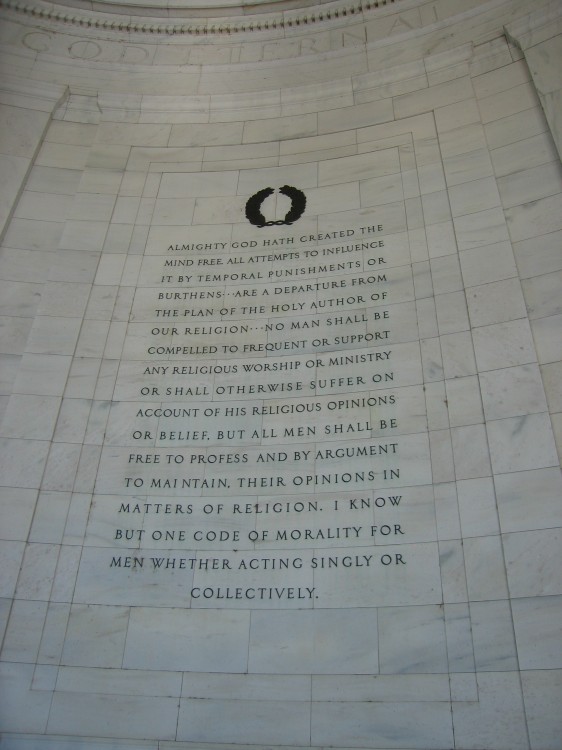 GOD ETERNAL
ALMIGHTY GOD HATH CREATED THE
MIND FREE. ALL ATTEMPTS TO INFLUENCE
IT BY TEMPORAL PUNISHMENTS OR
BURTHENS···ARE A DEPARTURE FROM
THE PLAN OF THE HOLY AUTHOR OF
OUR RELIGION···NO MAN SHALL BE
COMPELLED TO FREQUENT OR SUPPORT
ANY RELIGIOUS WORSHIP OR MINISTRY
OR SHALL OTHERWISE SUFFER ON
ACCOUNT OF HIS RELIGIOUS OPINIONS
OR BELIEF, BUT ALL MEN SHALL BE
FREE TO PROFESS AND BY ARGUMENT
TO MAINTAIN, THEIR OPINIONS IN
MATTERS OF RELIGION. I KNOW
BUT ONE CODE OF MORALITY FOR
MEN WHETHER ACTING SINGLY OR
COLLECTIVELY.